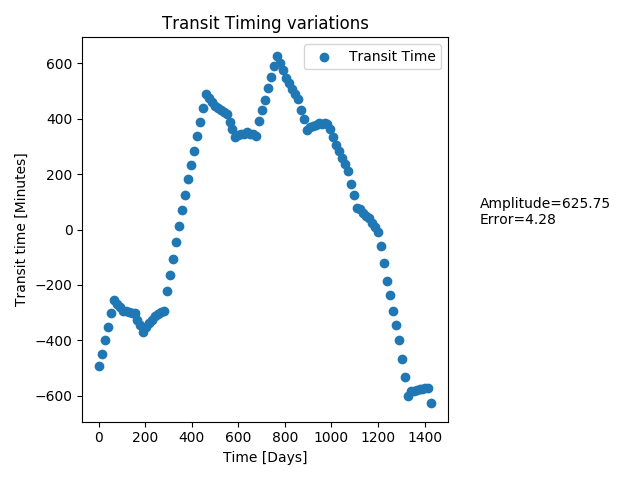 Transit Timing variations
Transit Time
600
400
200
0
−200
−400
−600
Transit time [Minutes]
0 200 400 600 800 1000 1200 1400
Time [Days]
Amplitude=625.75
Error=4.28